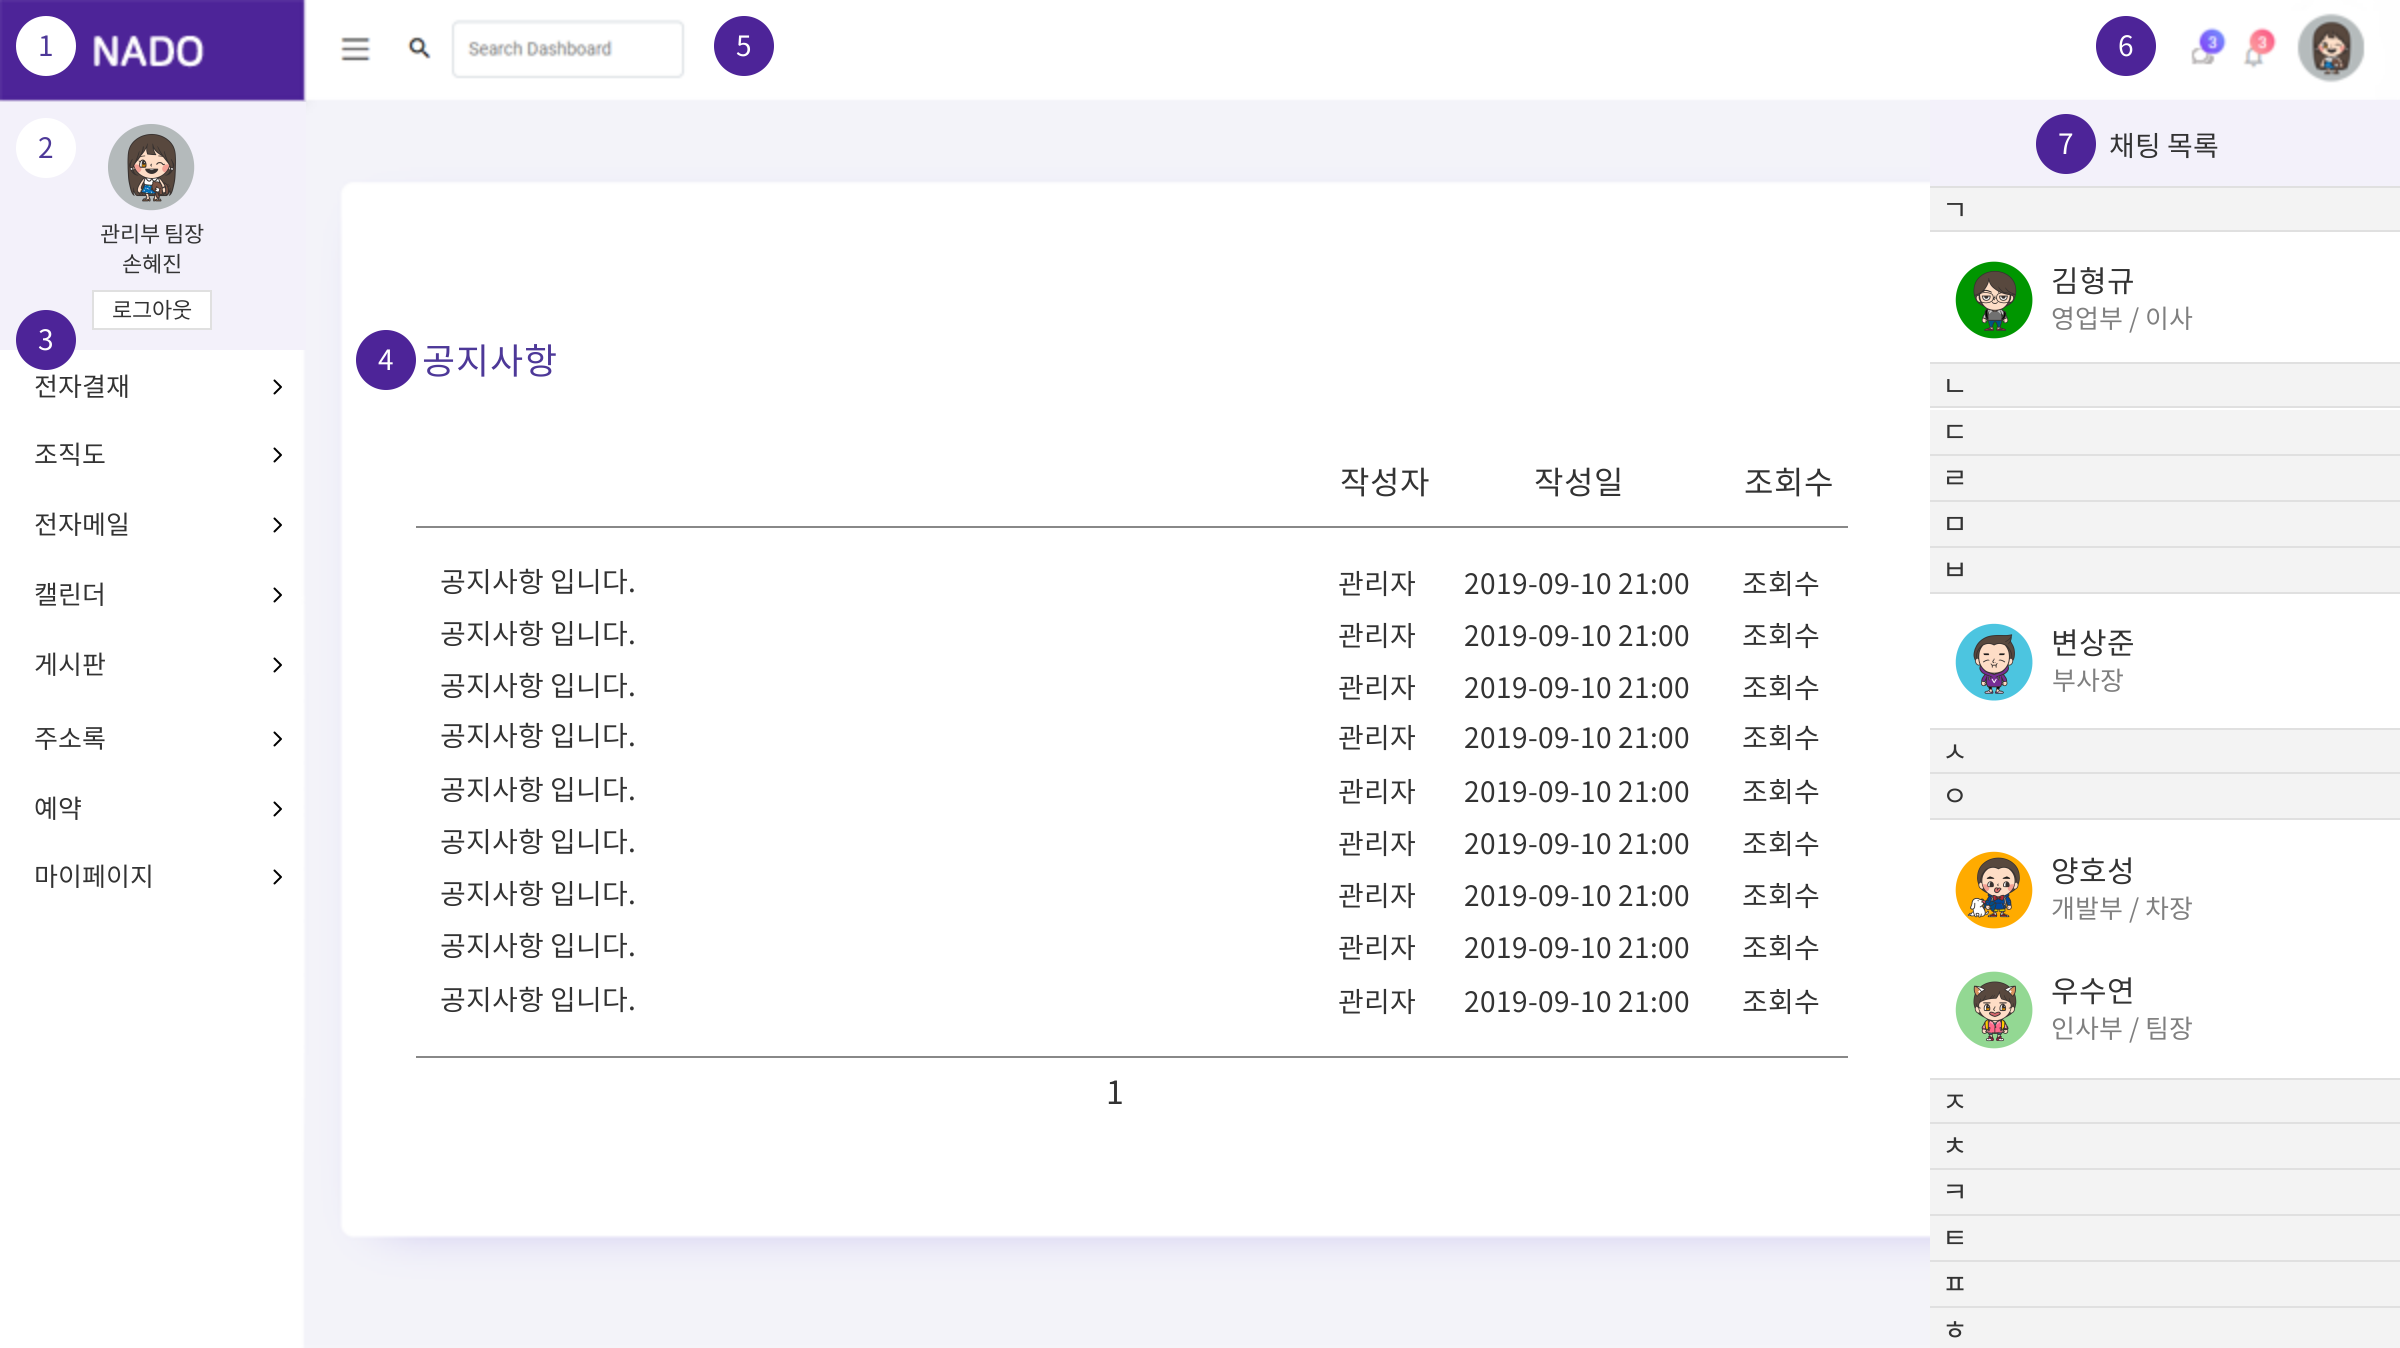 1 NADO
Search Dashboard
5
6
3
3
2
관리부 팀장
손혜진
로그아웃
3
전자결재
조직도
전자메일
캘린더
게시판
주소록
예약
마이페이지
4 공지사항
작성자 작성일 조회수
공지사항 입니다. 관리자 2019-09-10 21:00 조회수
공지사항 입니다. 관리자 2019-09-10 21:00 조회수
공지사항 입니다. 관리자 2019-09-10 21:00 조회수
공지사항 입니다. 관리자 2019-09-10 21:00 조회수
공지사항 입니다. 관리자 2019-09-10 21:00 조회수
공지사항 입니다. 관리자 2019-09-10 21:00 조회수
공지사항 입니다. 관리자 2019-09-10 21:00 조회수
공지사항 입니다. 관리자 2019-09-10 21:00 조회수
공지사항 입니다. 관리자 2019-09-10 21:00 조회수
1
7 채팅 목록
ㄱ
김형규
영업부 / 이사
ㄴ
ㄷ
ㄹ
ㅁ
ㅂ
변상준
부사장
ㅅ
ㅇ
양호성
개발부 / 차장
우수연
인사부 / 팀장
ㅈ
ㅊ
ㅋ
ㅌ
ㅍ
ㅎ